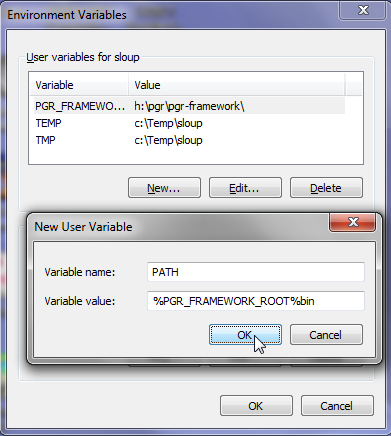 Environment Variables
User variables for sloup
Variable Value
PGR_FRAMEWO... h:\pgr\pgr-framework\
TEMP c:\Temp\sloup
TMP c:\Temp\sloup
New... Edit... Delete
New User Variable
Variable name: PATH
Variable value: %PGR_FRAMEWORK_ROOT%bin
OK Cancel
OK Cancel